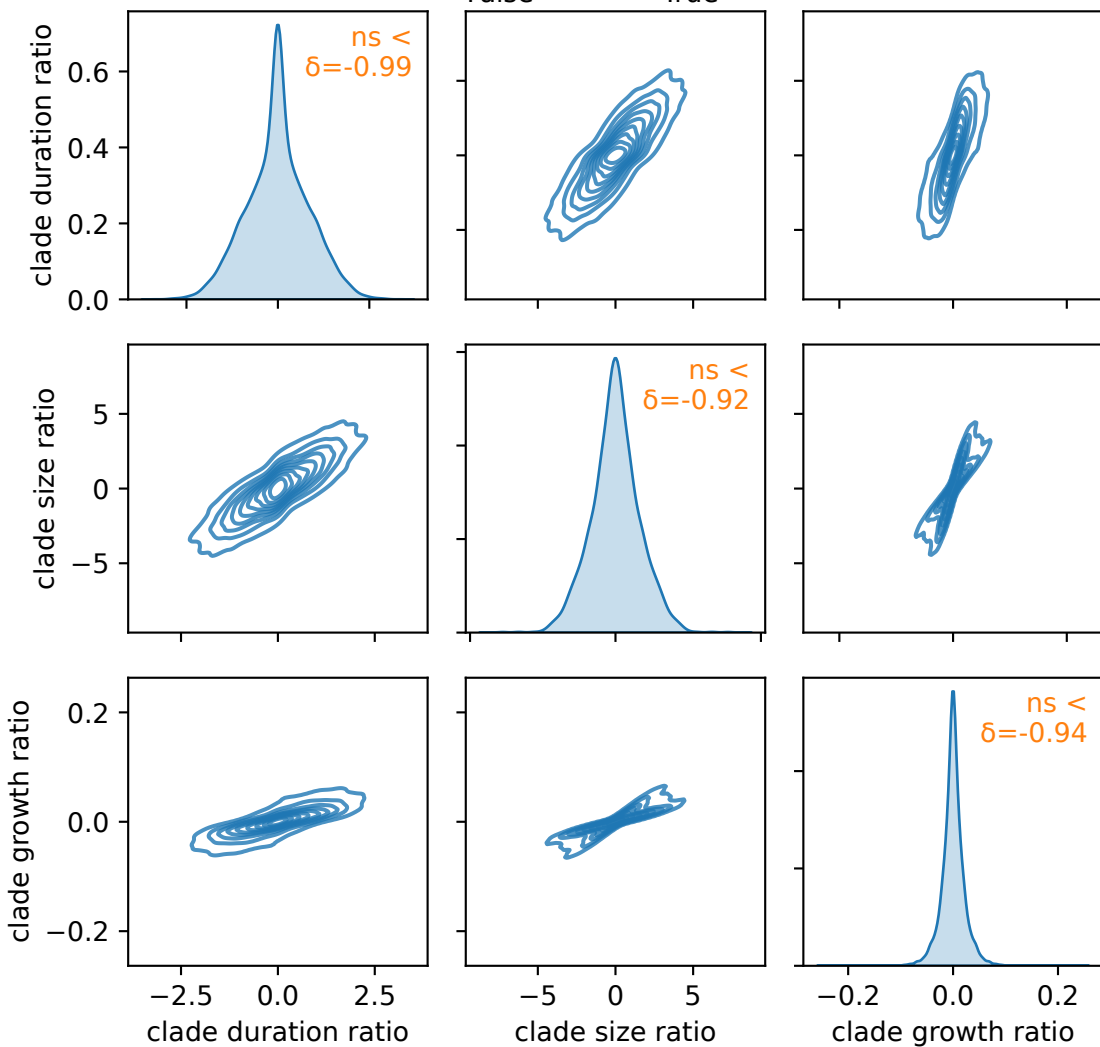 True
clade duration ratio
0.6
0.4
0.2
0.0
ns <
δ=-0.99
clade size ratio
5
0
−5
ns <
δ=-0.92
clade growth ratio
0.2
0.0
−0.2
ns <
δ=-0.94
−2.5 0.0 2.5
−5 0 5
−0.2 0.0 0.2
clade duration ratio
clade size ratio
clade growth ratio